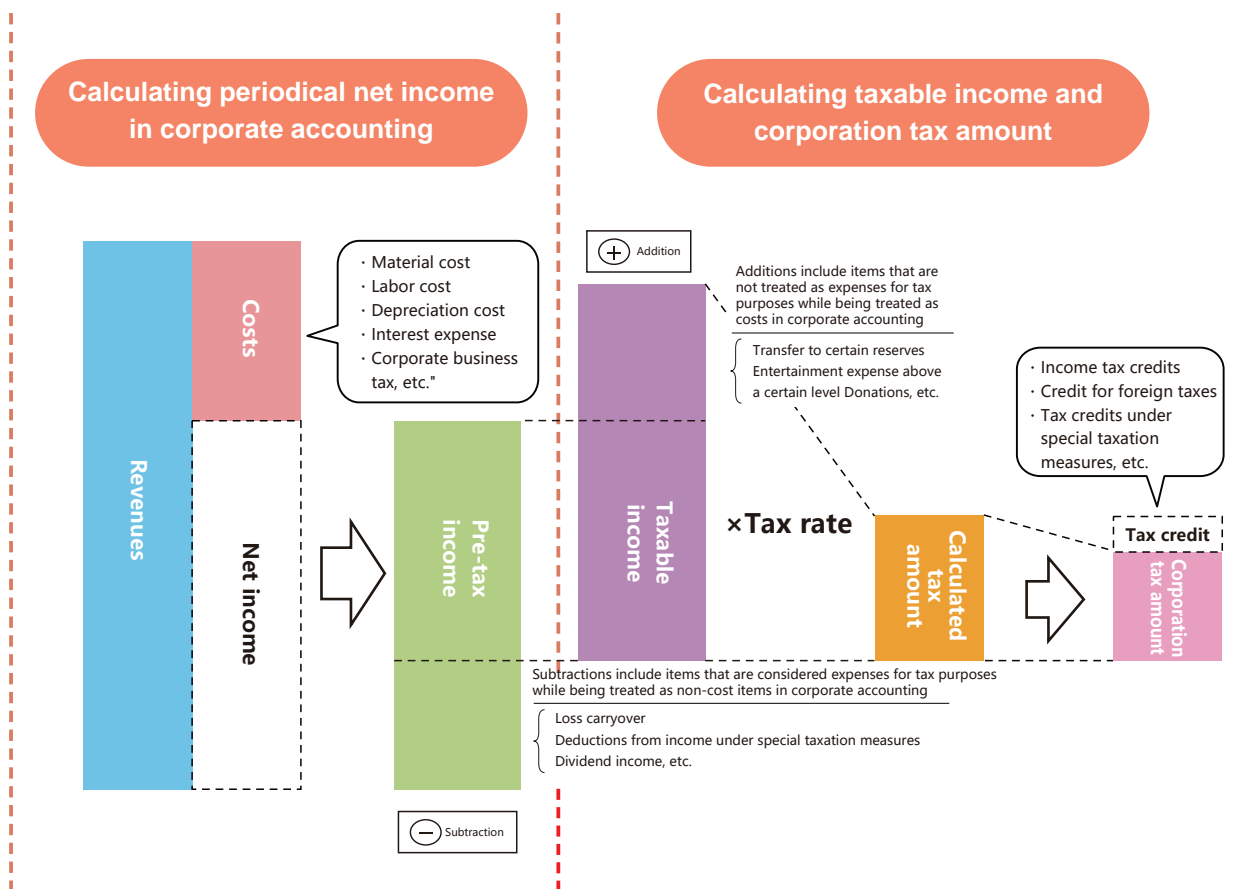 Calculating periodical net income
in corporate accounting
Calculating taxable income and
corporation tax amount
Revenues
Costs
Net income
· Material cost
· Labor cost
· Depreciation cost
· Interest expense
· Corporate business
tax, etc."
Pre-tax
income
− Subtraction
+ Addition
Taxable
income
Additions include items that are
not treated as expenses for tax
purposes while being treated as
costs in corporate accounting
Transfer to certain reserves
Entertainment expense above
a certain level Donations, etc.
×Tax rate
Calculated
tax
amount
· Income tax credits
· Credit for foreign taxes
· Tax credits under
special taxation
measures, etc.
Tax credit
Corporation
tax amount
Subtractions include items that are considered expenses for tax purposes
while being treated as non-cost items in corporate accounting
Loss carryover
Deductions from income under special taxation measures
Dividend income, etc.